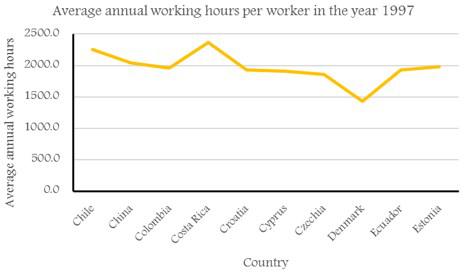 Average annual working hours per worker in the year 1997
Average annual working hours
2500.0
2000.0
1500.0
1000.0
500.0
0.0
Chile
China
Colombia
Costa Rica
Croatia
Cyprus
Czechia
Denmark
Ecuador
Estonia
Country